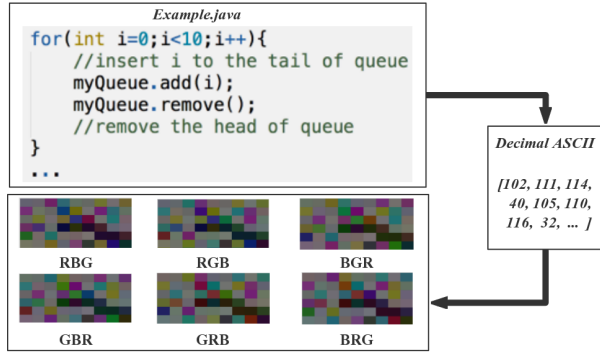 Example.java
for(int i=0;i<10;i++){
//insert i to the tail of queue
myQueue.add(i);
myQueue.remove();
//remove the head of queue
}
...
Decimal ASCII
[102, 111, 114,
40, 105, 110,
116, 32, ... ]
RBG
RGB
BGR
GBR
GRB
BRG